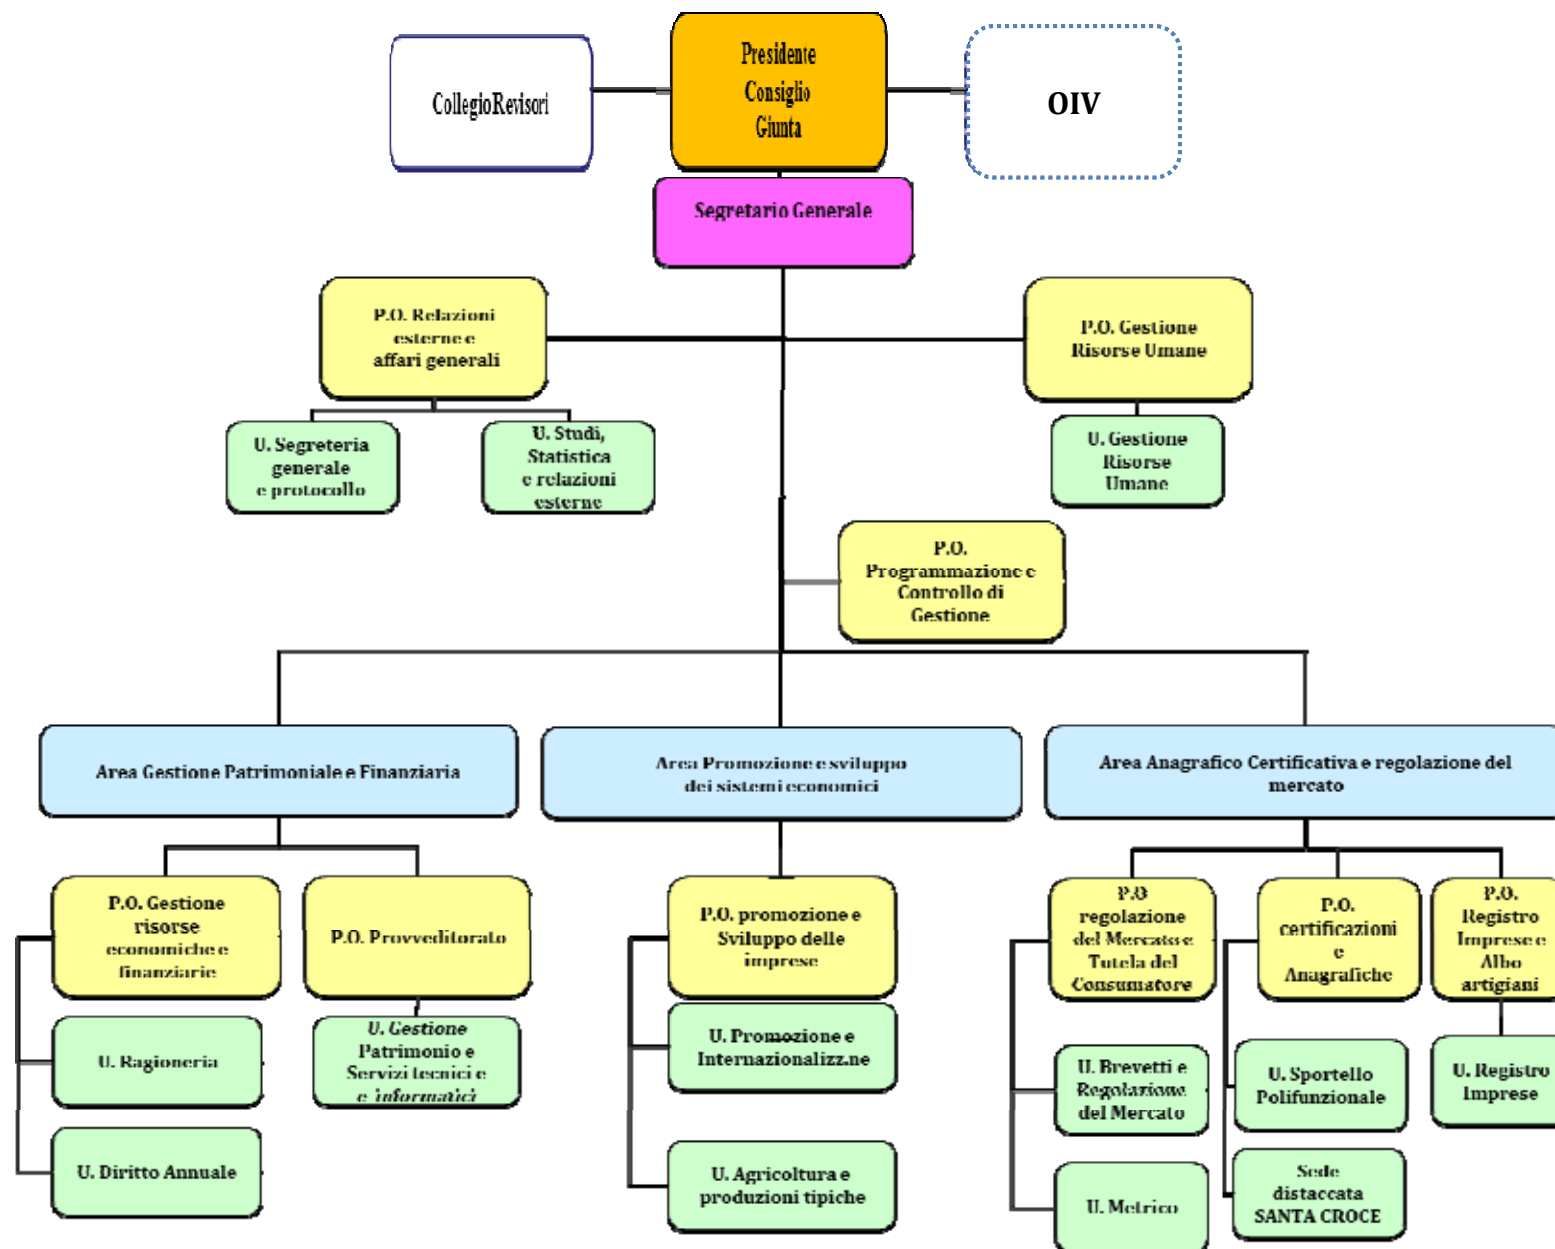 CollegioRevisori
Presidente
Consiglio
Giunta
OIV
Segretario Generale
P.O. Relazioni
esterne e
affari generali
P.O. Gestione
Risorse Umane
U. Segreteria
generale
e protocollo
U. Studi,
Statistica
e relazioni
esterne
U. Gestione
Risorse
Umane
P.O.
Programmazione e
Controllo di
Gestione
Area Gestione Patrimoniale e Finanziaria
Area Promozione e sviluppo
dei sistemi economici
Area Anagrafico Certificativa e regolazione del
mercato
P.O. Gestione
risorse
economiche e
finanziarie
P.O. Provveditorato
P.O. promozione e
Sviluppo delle
imprese
P.O
regolazione
del Mercato e
Tutela del
Consumatore
P.O.
certificazioni
e
Anagrafiche
P.O.
Registro
Imprese e
Albo
artigiani
U. Ragioneria
U. Gestione
Patrimonio e
Servizi tecnici e
e informatici
U. Promozione e
Internazionalizz.ne
U. Brevetti e
Regolazione
del Mercato
U. Sportello
Polifunzionale
U. Registro
Imprese
U. Diritto Annuale
U. Agricoltura e
produzioni tipiche
U. Metrico
Sede
distaccata
SANTA CROCE